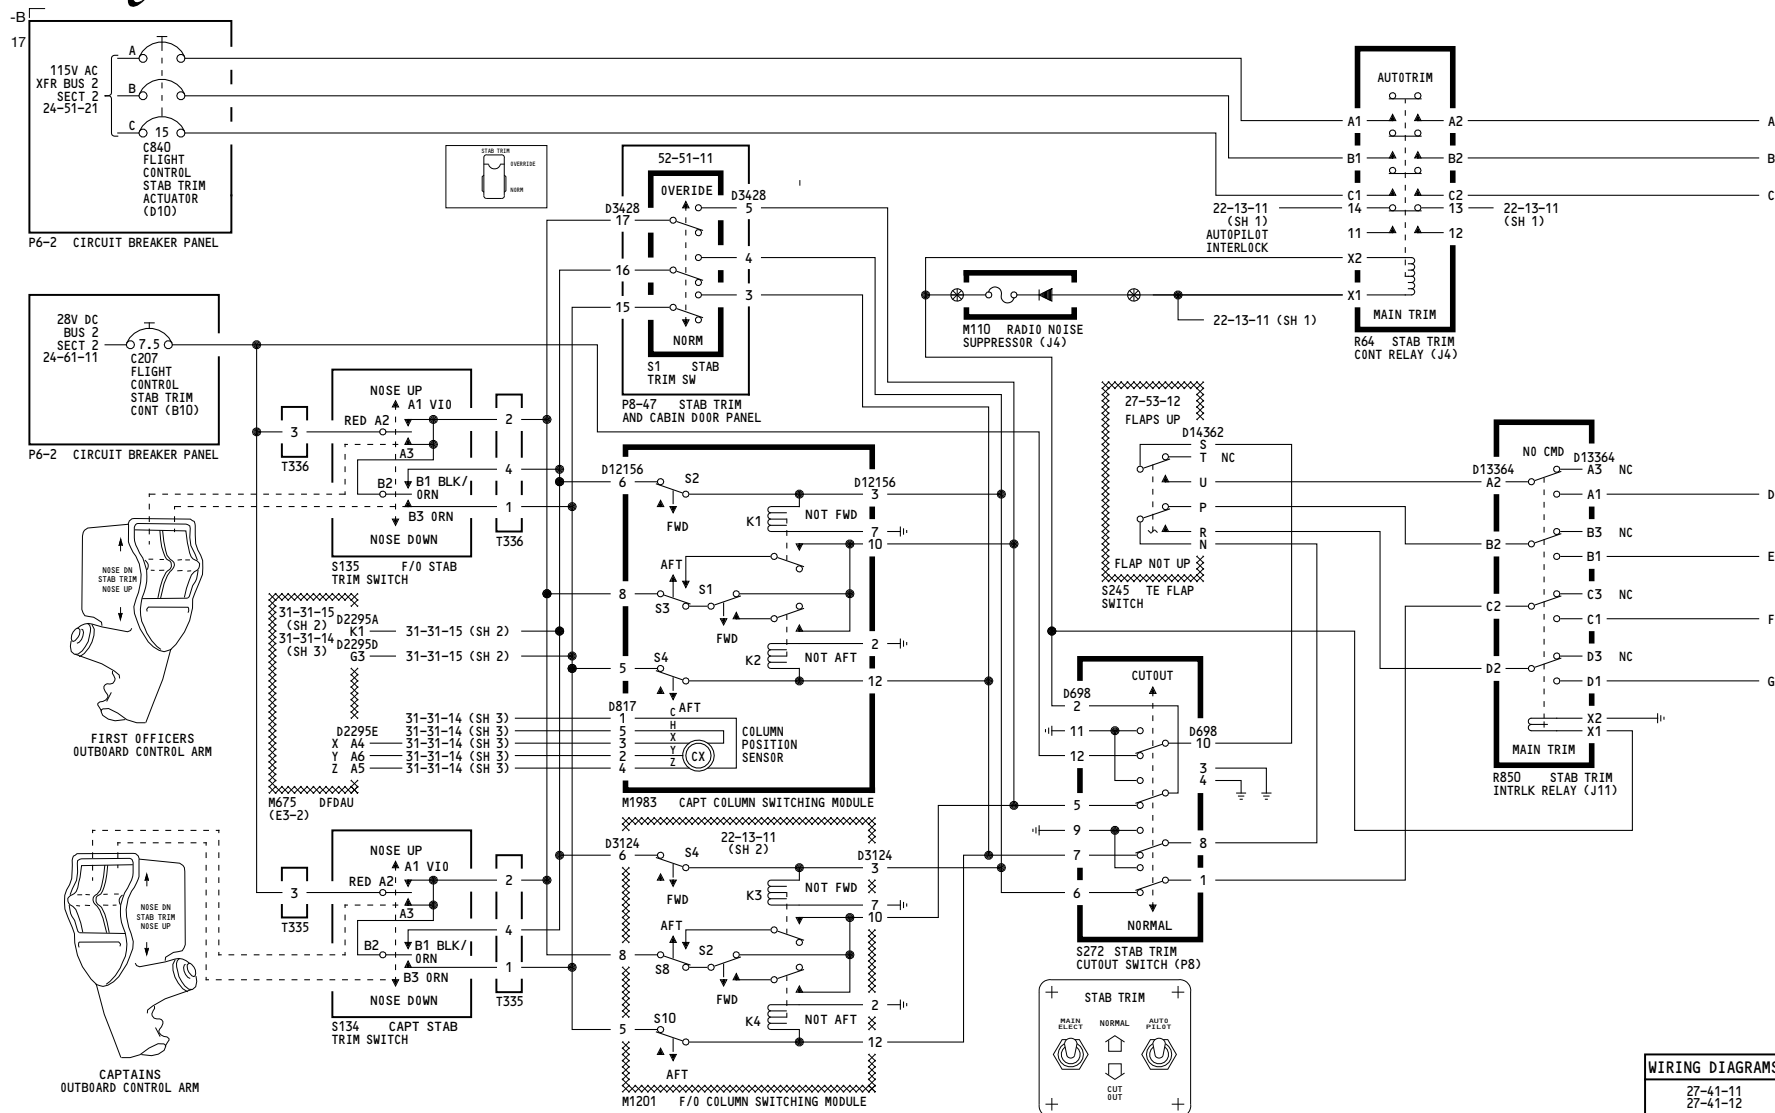 -B
17
115V AC
XFR BUS 2
SECT 2
24-51-21
A
B
C 15
C840
FLIGHT
CONTROL
STAB TRIM
ACTUATOR
(D10)
P6-2 CIRCUIT BREAKER PANEL
28V DC
BUS 2
SECT 2
24-61-11
7.5
C207
FLIGHT
CONTROL
STAB TRIM
CONT (B10)
P6-2 CIRCUIT BREAKER PANEL
STAB TRIM
OVERRIDE
NORM
52-51-11
OVERIDE
D3428
17
16
15
D3428
5
4
3
NORM
S1 STAB
TRIM SW
P8-47 STAB TRIM
AND CABIN DOOR PANEL
AUTOTRIM
A1
A2
B1
B2
C1
C2
14
13
11
12
X2
X1
22-13-11
(SH 1)
AUTOPILOT
INTERLOCK
22-13-11
(SH 1)
MAIN TRIM
R64 STAB TRIM
CONT RELAY (J4)
A
B
C
M110 RADIO NOISE
SUPPRESSOR (J4)
22-13-11 (SH 1)
3
T336
NOSE UP
A1 VIO
RED A2
A3
B1 BLK/
ORN
B2
B3 ORN
NOSE DOWN
S135 F/O STAB
TRIM SWITCH
2
4
1
T336
NOSE DN
STAB TRIM
NOSE UP
FIRST OFFICERS
OUTBOARD CONTROL ARM
31-31-15
(SH 2)
31-31-14
(SH 3)
D2295A
K1 31-31-15 (SH 2)
D2295D
G3 31-31-15 (SH 2)
D2295E
X A4
Y A6
Z A5
31-31-14 (SH 3)
31-31-14 (SH 3)
31-31-14 (SH 3)
31-31-14 (SH 3)
31-31-14 (SH 3)
M675 DFDAU
(E3-2)
D12156
6
8
5
S2
FWD
K1
NOT FWD
AFT
S3
S1
FWD
K2
NOT AFT
S4
AFT
D12156
3
7
10
2
12
D817
1 C
5 H
3 X
2 Y
4 Z
CX
COLUMN
POSITION
SENSOR
M1983 CAPT COLUMN SWITCHING MODULE
27-53-12
FLAPS UP
D14362
S
T NC
U
P
R
N
FLAP NOT UP
S245 TE FLAP
SWITCH
NO CMD
D13364
A2
B2
C2
D2
D13364
A3 NC
A1
B3 NC
B1
C3 NC
C1
D3 NC
D1
X2
X1
MAIN TRIM
R850 STAB TRIM
INTRLK RELAY (J11)
D
E
F
G
CUTOUT
D698
2
11
12
5
9
7
6
D698
10
3
4
8
1
NORMAL
S272 STAB TRIM
CUTOUT SWITCH (P8)
3
T335
NOSE UP
A1 VIO
RED A2
A3
B1 BLK/
ORN
B2
B3 ORN
NOSE DOWN
S134 CAPT STAB
TRIM SWITCH
2
4
1
T335
NOSE DN
STAB TRIM
NOSE UP
CAPTAINS
OUTBOARD CONTROL ARM
22-13-11
(SH 2)
D3124
6
8
5
S4
FWD
K3
NOT FWD
AFT
S8
S2
FWD
K4
NOT AFT
S10
AFT
D3124
3
7
10
2
12
M1201 F/O COLUMN SWITCHING MODULE
STAB TRIM
MAIN
ELECT
NORMAL
AUTO
PILOT
CUT
OUT
WIRING DIAGRAMS
27-41-11
27-41-12